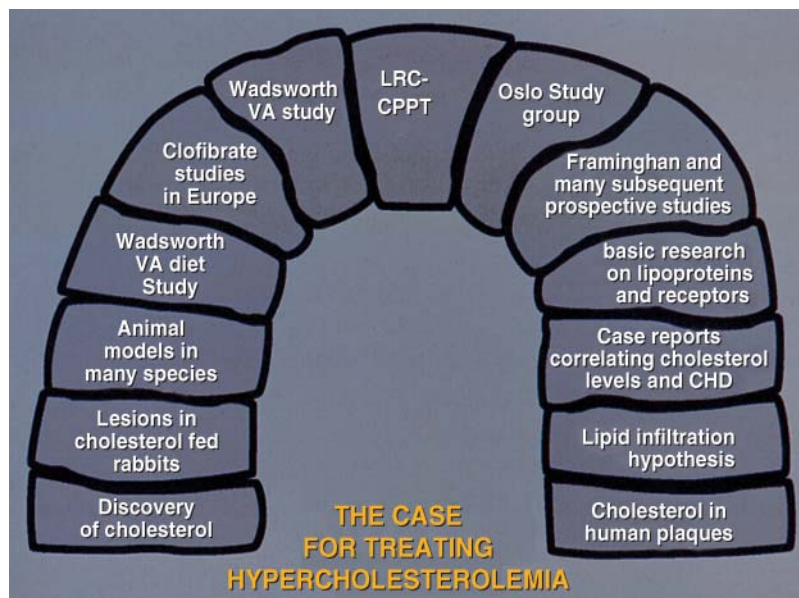 LRC-
CPPT
Wadsworth
VA study
Oslo Study
group
Clofibrate
studies
in Europe
Framinghan and
many subsequent
prospective studies
Wadsworth
VA diet
Study
basic research
on lipoproteins
and receptors
Animal
models in
many species
Case reports
correlating cholesterol
levels and CHD
Lesions in
cholesterol fed
rabbits
Lipid infiltration
hypothesis
Discovery
of cholesterol
Cholesterol in
human plaques
THE CASE
FOR TREATING
HYPERCHOLESTEROLEMIA